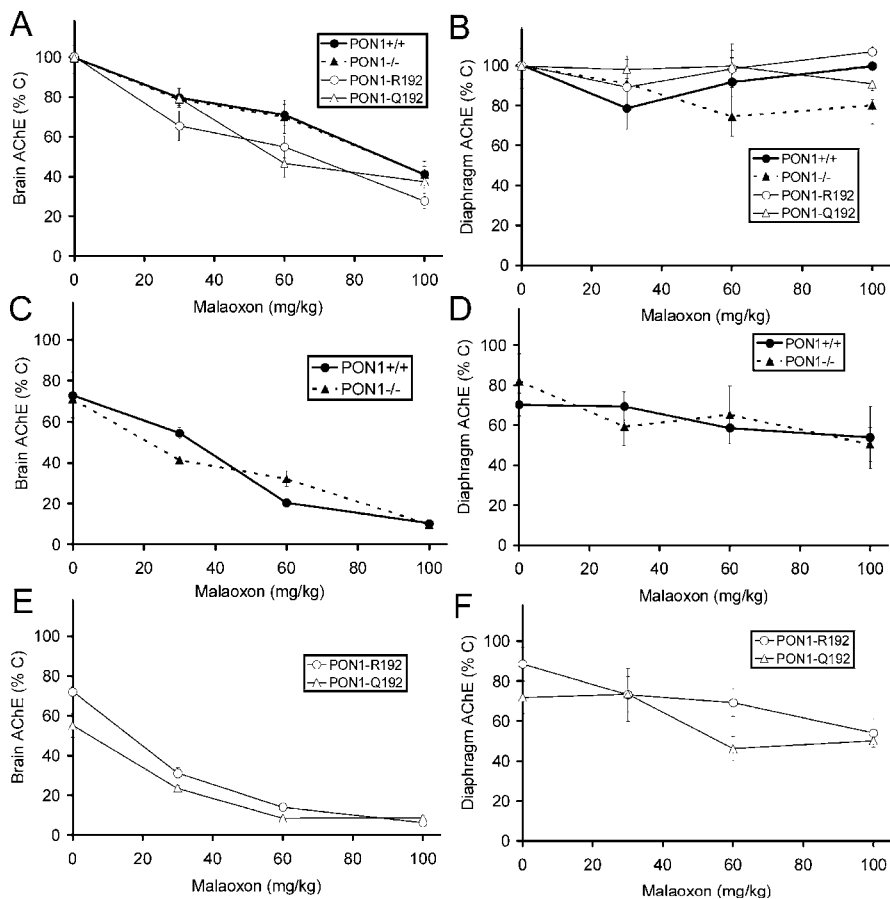 A
Brain AChE (% C)
100
80
60
40
20
0
PON1+/+
PON1-/-
PON1-R192
PON1-Q192
0 20 40 60 80 100
Malaoxon (mg/kg)
B
Diaphragm AChE (% C)
100
80
60
40
20
0
PON1+/+
PON1-/-
PON1-R192
PON1-Q192
0 20 40 60 80 100
Malaoxon (mg/kg)
C
Brain AChE (% C)
100
80
60
40
20
0
PON1+/+
PON1-/-
0 20 40 60 80 100
Malaoxon (mg/kg)
D
Diaphragm AChE (% C)
100
80
60
40
20
0
PON1+/+
PON1-/-
0 20 40 60 80 100
Malaoxon (mg/kg)
E
Brain AChE (% C)
100
80
60
40
20
0
PON1-R192
PON1-Q192
0 20 40 60 80 100
Malaoxon (mg/kg)
F
Diaphragm AChE (% C)
100
80
60
40
20
0
PON1-R192
PON1-Q192
0 20 40 60 80 100
Malaoxon (mg/kg)